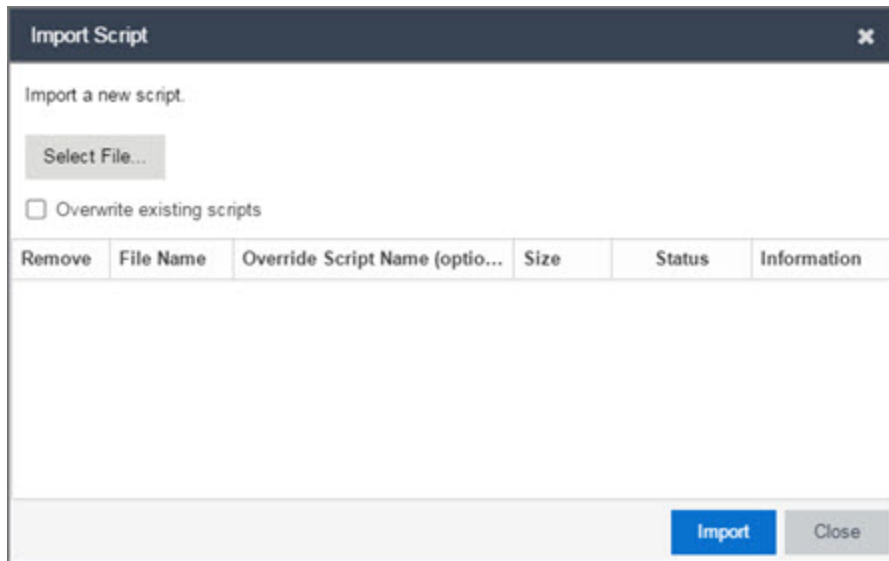 Import Script
Import a new script.
Select File...
Overwrite existing scripts
Remove File Name Override Script Name (optio... Size Status Information
Import Close